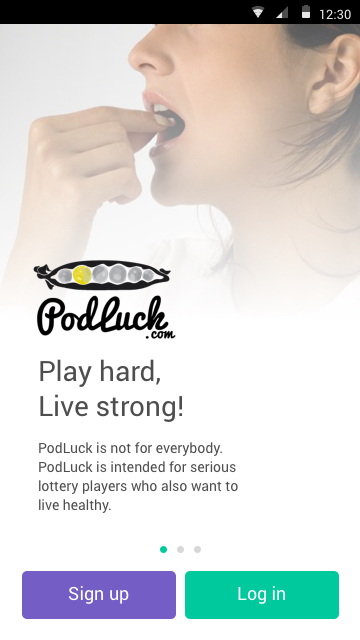 12:30
PodLuck
.com
Play hard,
Live strong!
PodLuck is not for everybody.
PodLuck is intended for serious
lottery players who also want to
live healthy.
Sign up
Log in